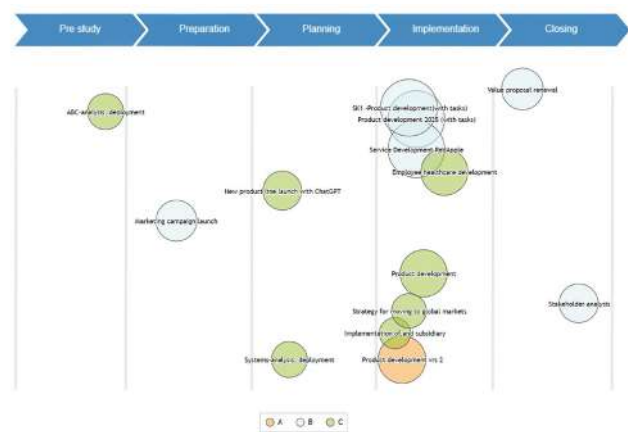 Pre study
Preparation
Planning
Implementation
Closing
Value proposal renewal
SK1 -Product development(with tasks)
ABC-analysis, deployment
Product development 2025 (with tasks)
Service Development RedApple
Employee healthcare development
New product line launch with ChatGPT
Marketing campaign launch
Product development
Stakeholder analysis
Strategy for moving to global markets
Implementation of and subsidiary
Systems-analysis, deployment
Product development vrs 2
A
B
C